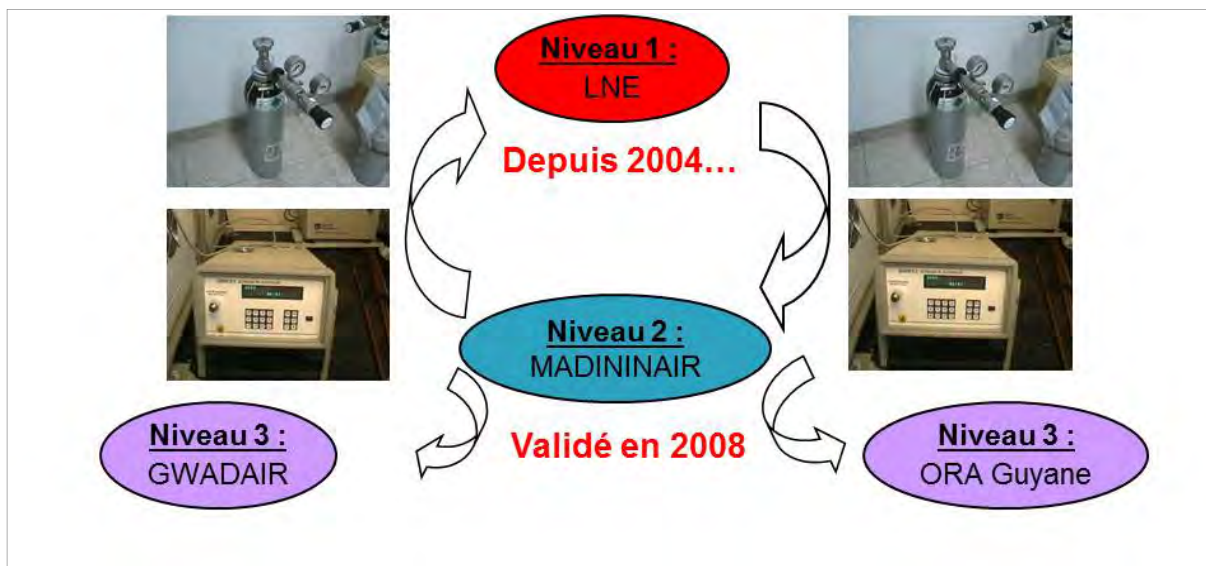 Niveau 1 :
LNE
Depuis 2004…
Niveau 2 :
MADININAIR
Validé en 2008
Niveau 3 :
GWADAIR
Niveau 3 :
ORA Guyane